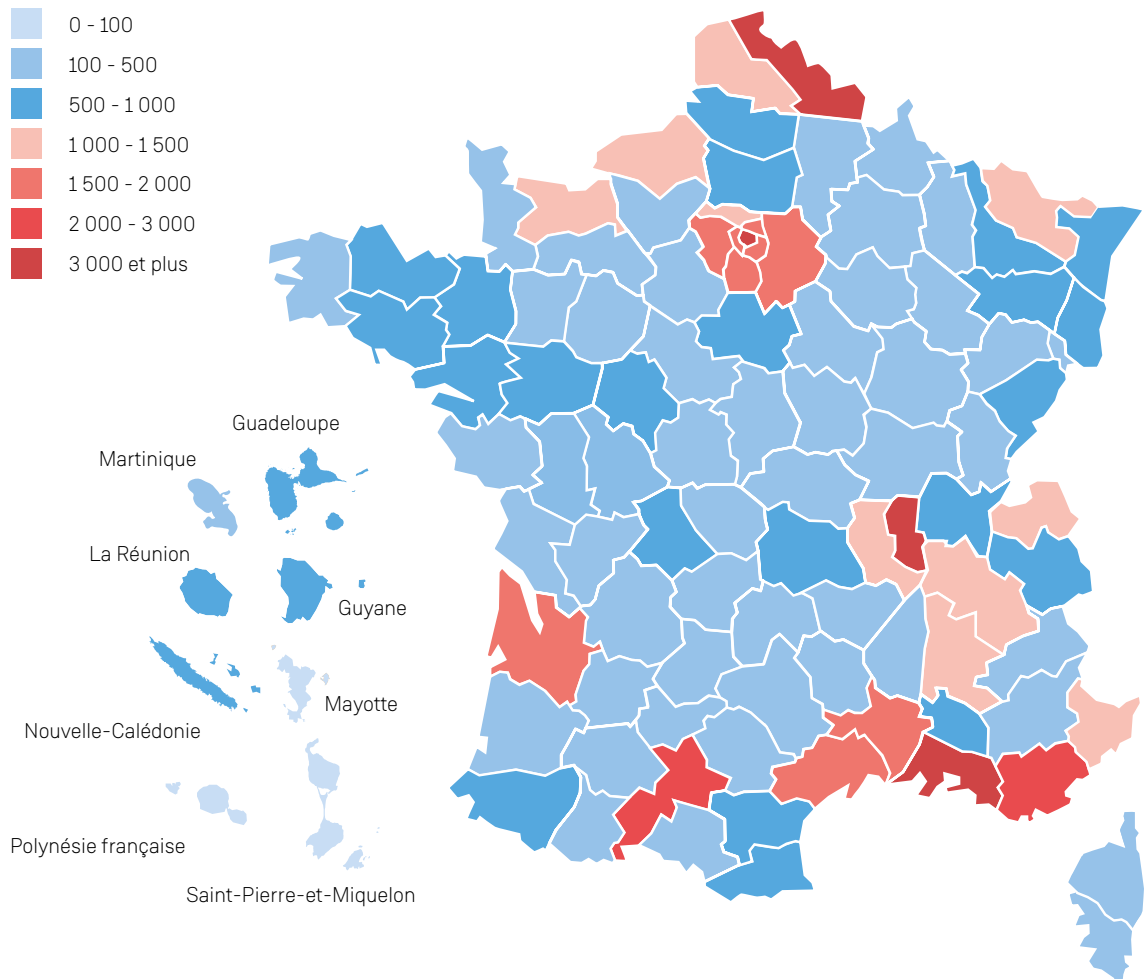 0 - 100
100 - 500
500 - 1 000
1 000 - 1 500
1 500 - 2 000
2 000 - 3 000
3 000 et plus
Guadeloupe
Martinique
La Réunion
Guyane
Mayotte
Nouvelle-Calédonie
Polynésie française
Saint-Pierre-et-Miquelon